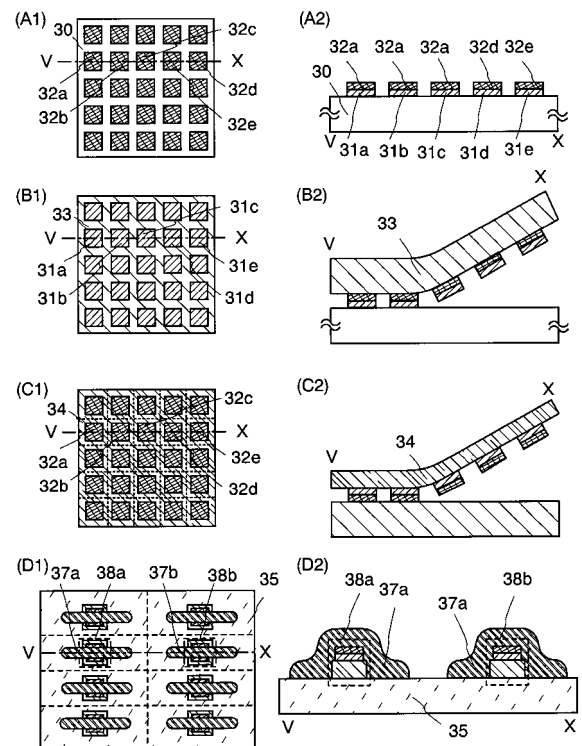 (A1)
30
32c
V
X
32a
32d
32b
32e
(A2)
32a 32a 32a 32d 32e
30
V 31a 31b 31c 31d 31e X
(B1)
33
31c
V
X
31a
31e
31b
31d
(B2)
X
V
33
(C1)
34
32c
V
X
32a
32e
32b
32d
(C2)
X
34
V
(D1)
37a 38a 37b 38b 35
V
X
(D2)
38a 38b
37a 37a
35
V
X